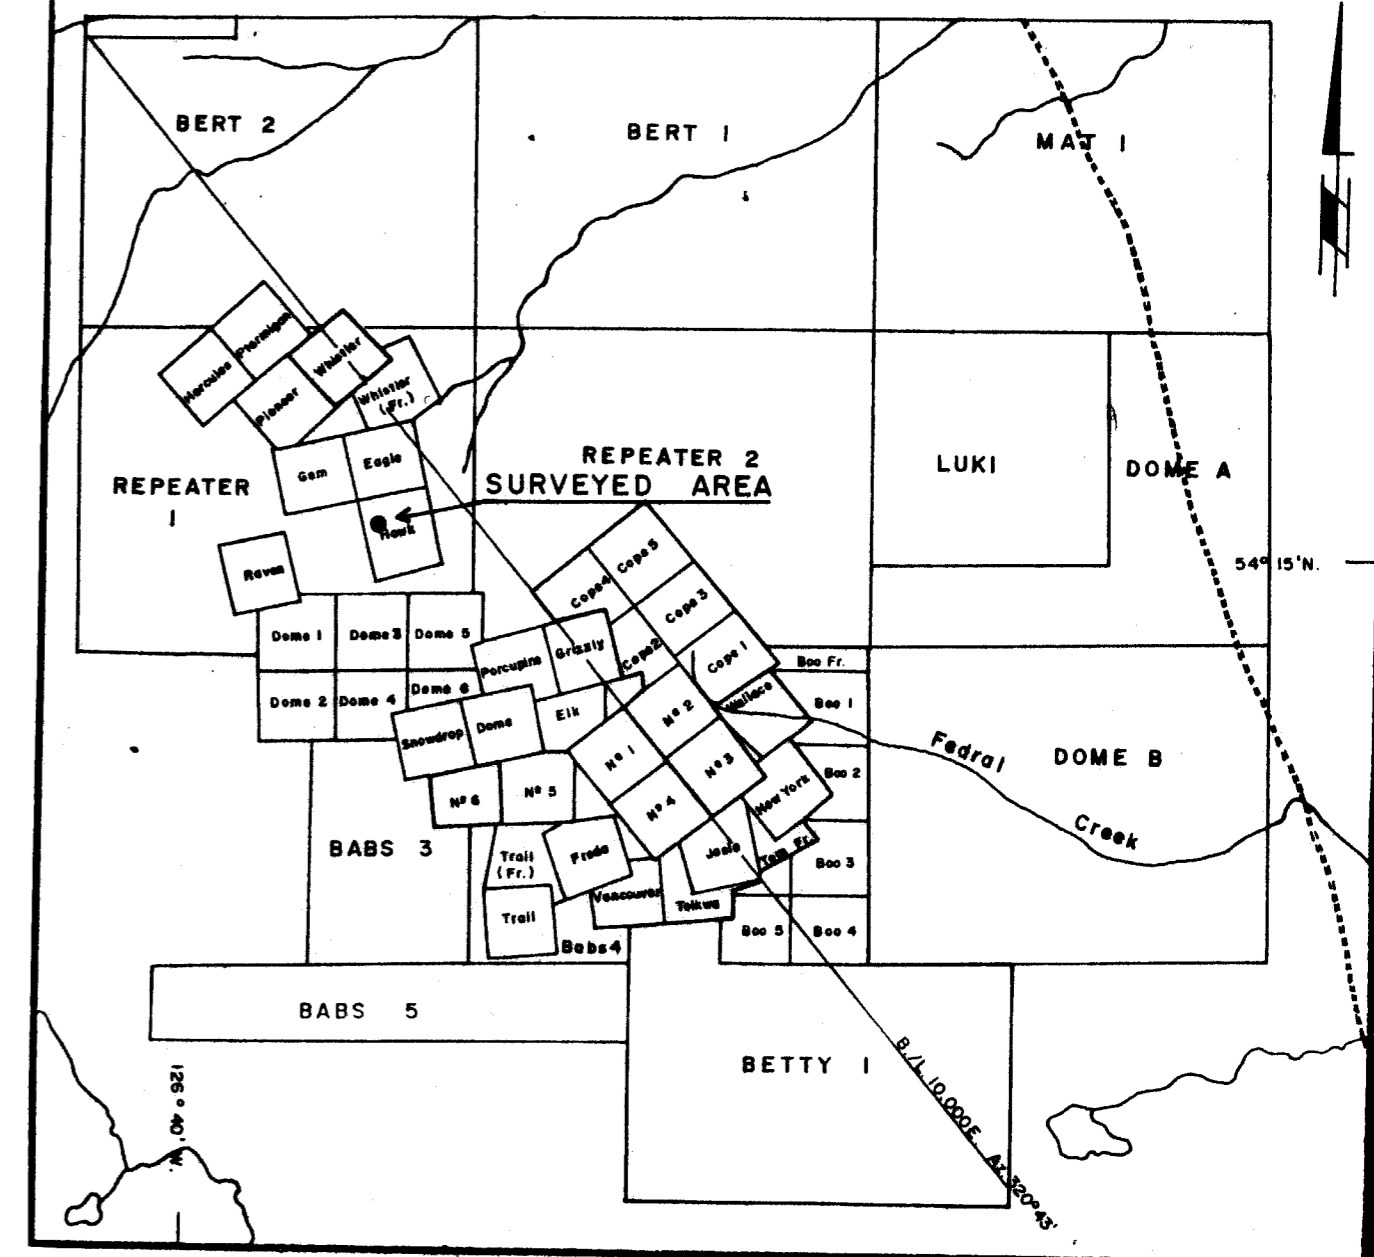 BERT 2
BERT 1
MAT 1
Ptarmigan
Hercules
Whistler
Pioneer
Whistler
(Fr.)
Gem
Eagle
REPEATER
1
REPEATER 2
SURVEYED AREA
Hawk
LUKI
DOME A
54° 15'N.
Raven
Cope 5
Cope 4
Cope 3
Cope 2
Cope 1
Dome 1
Dome 3
Dome 5
Dome 2
Dome 4
Dome 6
Porcupine
Grizzly
Boo Fr.
Wallace
Boo 1
Snowdrop
Dome
Elk
Nº 2
Nº 1
Nº 3
Nº 4
Fedral
Creek
DOME B
Nº 6
Nº 5
New York
Boo 2
BABS 3
Trail
(Fr.)
Freda
Josie
Tom Fr.
Boo 3
Vancouver
Telkwa
Trail
Babs 4
Boo 5
Boo 4
BABS 5
BETTY 1
126° 40' W.
B./L. 10,000E. Az. 320°43'